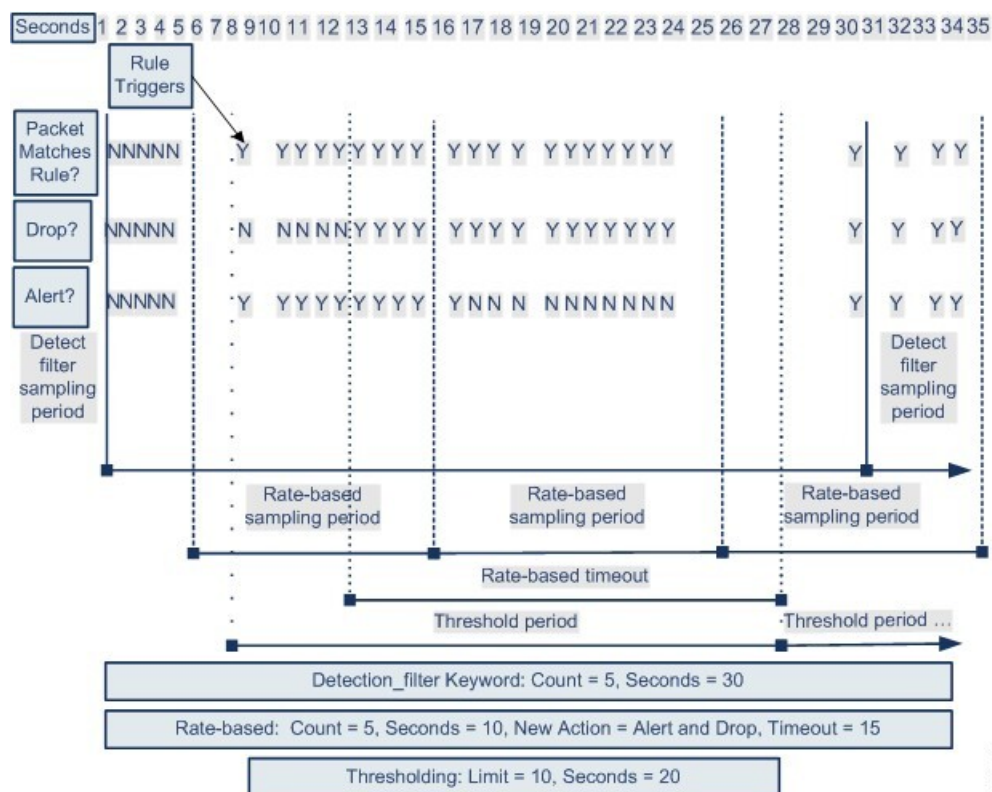 Seconds 1 2 3 4 5 6 7 8 9 10 11 12 13 14 15 16 17 18 19 20 21 22 23 24 25 26 27 28 29 30 31 32 33 34 35
Rule
Triggers
Packet
Matches
Rule?
NNNNN Y Y Y Y Y Y Y Y Y Y Y Y Y Y Y Y Y Y Y Y Y Y Y Y
Drop?
NNNNN N N N N N Y Y Y Y Y Y Y Y Y Y Y Y Y Y Y Y Y Y Y
Alert?
NNNNN Y Y Y Y Y Y Y Y Y Y N N N N N N N N N N Y Y Y Y
Detect
filter
sampling
period
Detect
filter
sampling
period
Rate-based
sampling period
Rate-based
sampling period
Rate-based
sampling period
Rate-based timeout
Threshold period
Threshold period ...
Detection_filter Keyword: Count = 5, Seconds = 30
Rate-based: Count = 5, Seconds = 10, New Action = Alert and Drop, Timeout = 15
Thresholding: Limit = 10, Seconds = 20